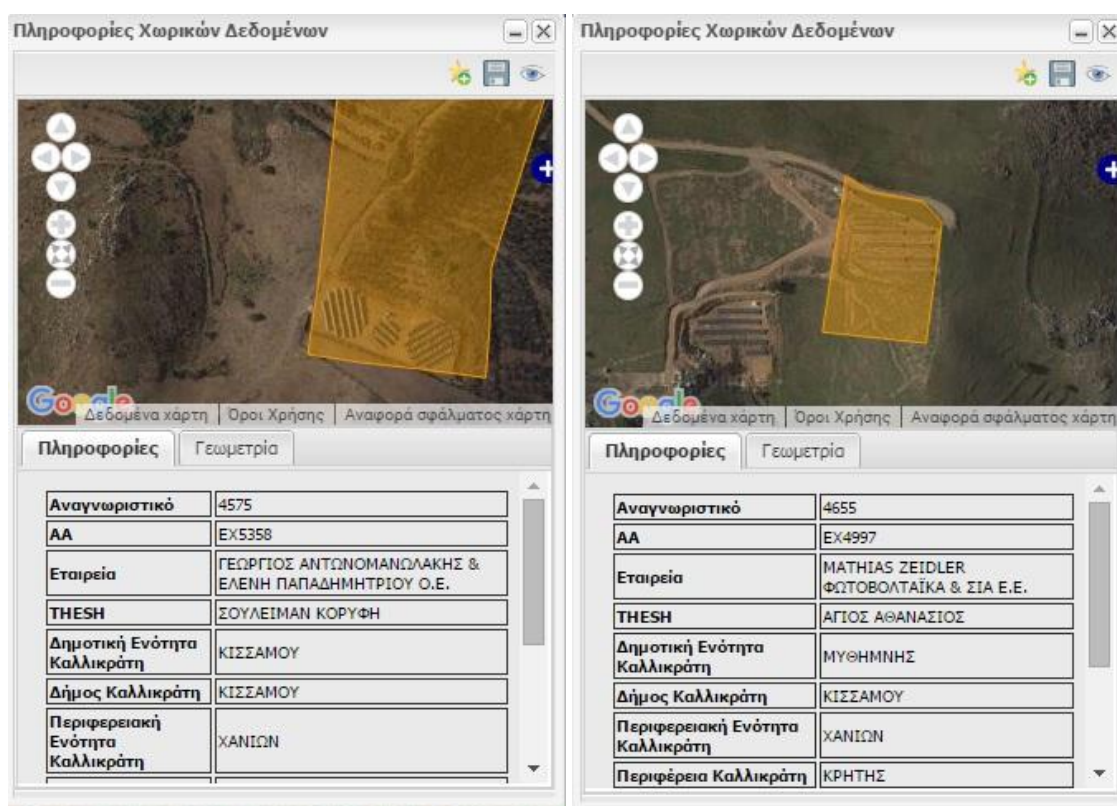 Πληροφορίες Χωρικών Δεδομένων
Google
Δεδομένα χάρτη
Όροι Χρήσης
Αναφορά σφάλματος χάρτη
Πληροφορίες
Γεωμετρία
Αναγνωριστικό 4575
ΑΑ EX5358
Εταιρεία ΓΕΩΡΓΙΟΣ ΑΝΤΩΝΟΜΑΝΩΛΑΚΗΣ &
ΕΛΕΝΗ ΠΑΠΑΔΗΜΗΤΡΙΟΥ Ο.Ε.
THESH ΣΟΥΛΕΙΜΑΝ ΚΟΡΥΦΗ
Δημοτική Ενότητα
Καλλικράτη ΚΙΣΣΑΜΟΥ
Δήμος Καλλικράτη ΚΙΣΣΑΜΟΥ
Περιφερειακή
Ενότητα
Καλλικράτη ΧΑΝΙΩΝ
Πληροφορίες Χωρικών Δεδομένων
Google
Δεδομένα χάρτη
Όροι Χρήσης
Αναφορά σφάλματος χάρτη
Πληροφορίες
Γεωμετρία
Αναγνωριστικό 4655
ΑΑ EX4997
Εταιρεία MATHIAS ZEIDLER
ΦΩΤΟΒΟΛΤΑΪΚΑ & ΣΙΑ Ε.Ε.
THESH ΑΓΙΟΣ ΑΘΑΝΑΣΙΟΣ
Δημοτική Ενότητα
Καλλικράτη ΜΥΘΗΜΝΗΣ
Δήμος Καλλικράτη ΚΙΣΣΑΜΟΥ
Περιφερειακή Ενότητα
Καλλικράτη ΧΑΝΙΩΝ
Περιφέρεια Καλλικράτη ΚΡΗΤΗΣ